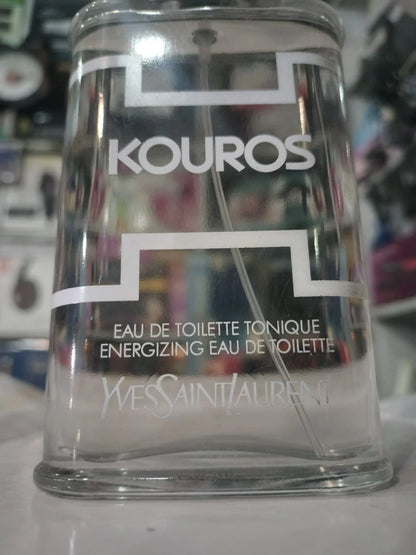 KOUROS
EAU DE TOILETTE TONIQUE
ENERGIZING EAU DE TOILETTE
YVESSAINTLAURENT